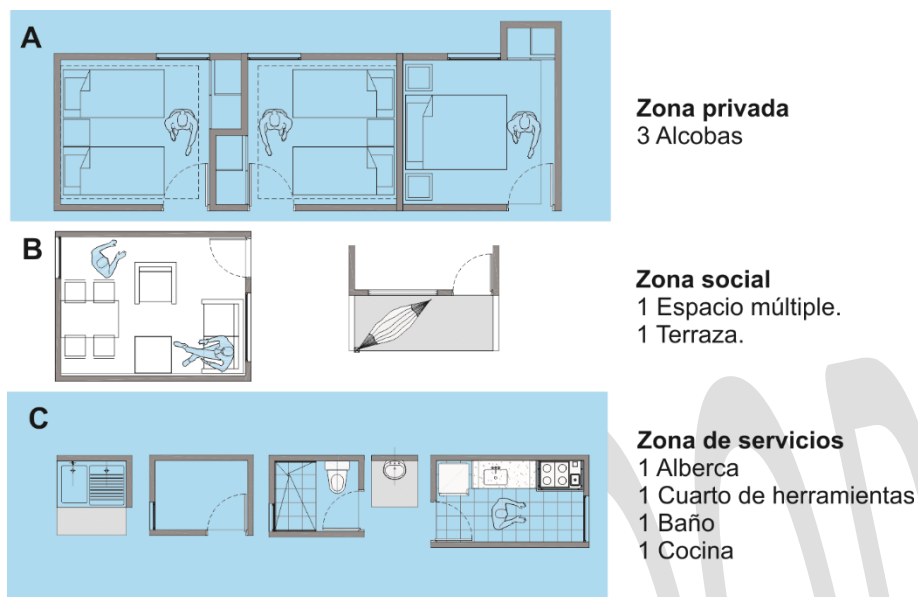 A
Zona privada
3 Alcobas
B
Zona social
1 Espacio múltiple.
1 Terraza.
C
Zona de servicios
1 Alberca
1 Cuarto de herramientas
1 Baño
1 Cocina